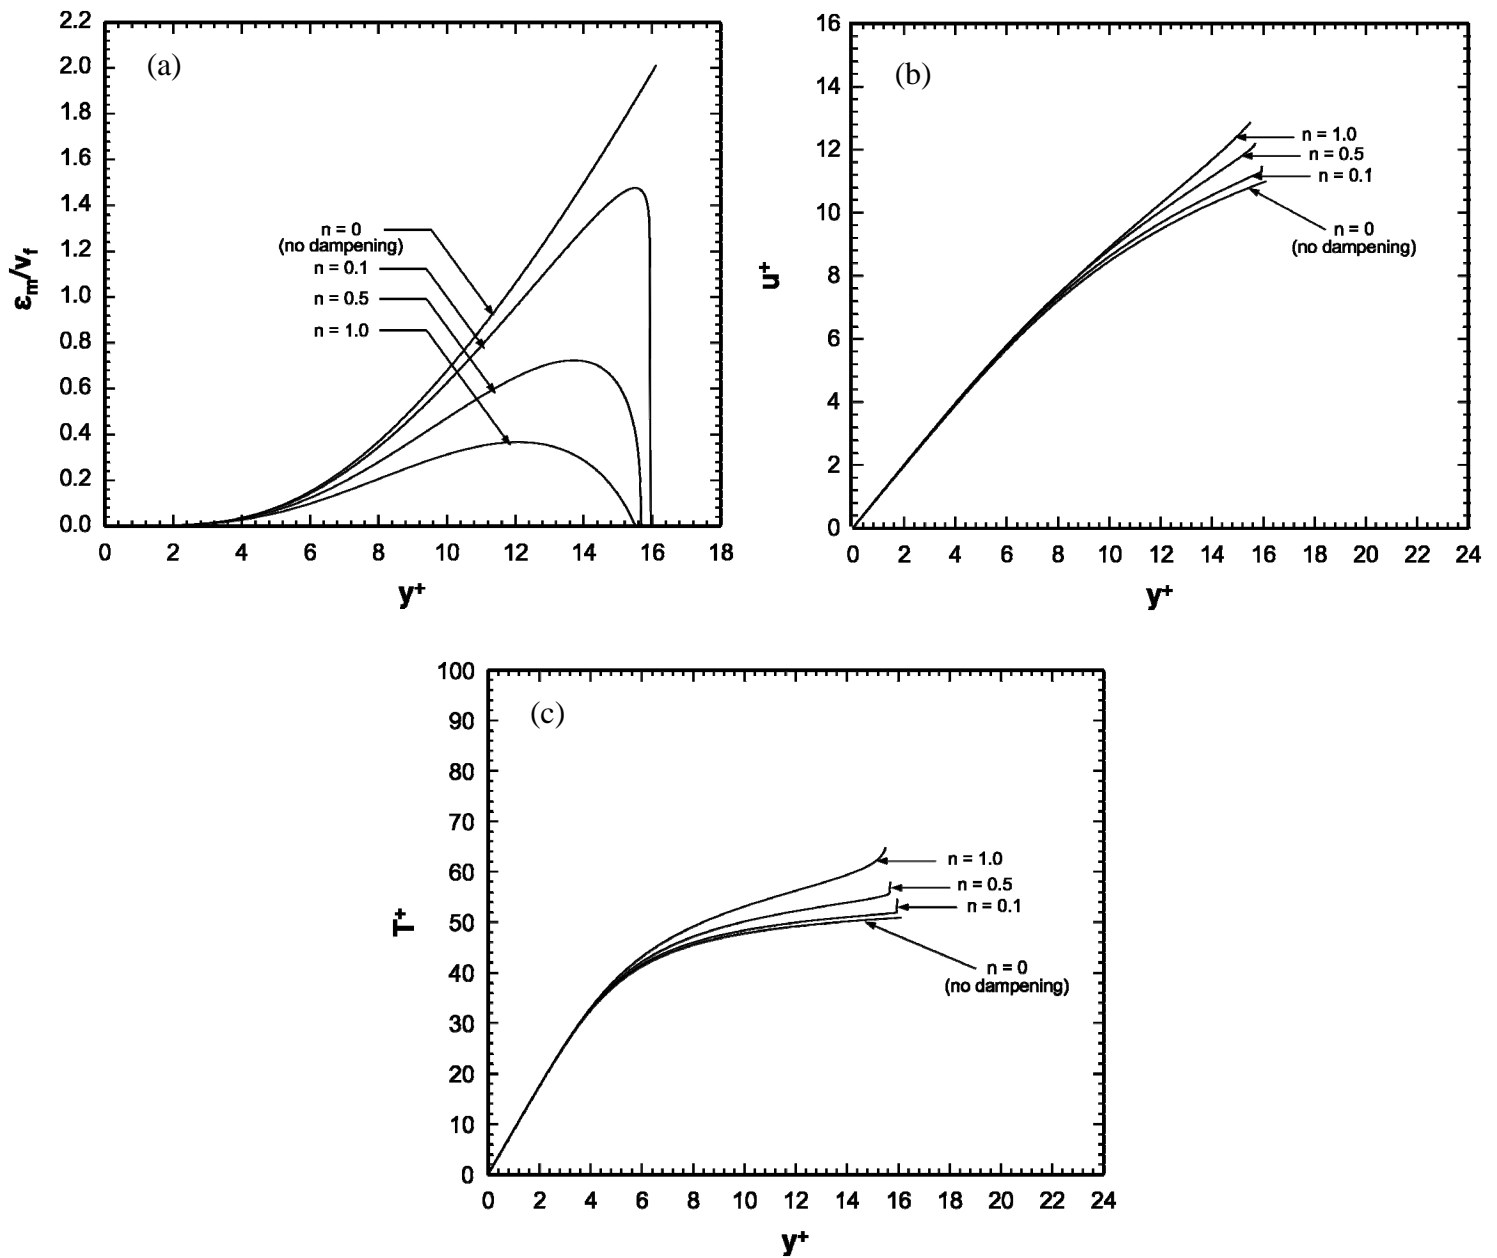 (a)
2.2
2.0
1.8
1.6
1.4
1.2
1.0
0.8
0.6
0.4
0.2
0.0
εm/νf
n = 0
(no dampening)
n = 0.1
n = 0.5
n = 1.0
0 2 4 6 8 10 12 14 16 18
y+
(b)
16
14
12
10
8
6
4
2
0
u+
n = 1.0
n = 0.5
n = 0.1
n = 0
(no dampening)
0 2 4 6 8 10 12 14 16 18 20 22 24
y+
(c)
100
90
80
70
60
50
40
30
20
10
0
T+
n = 1.0
n = 0.5
n = 0.1
n = 0
(no dampening)
0 2 4 6 8 10 12 14 16 18 20 22 24
y+